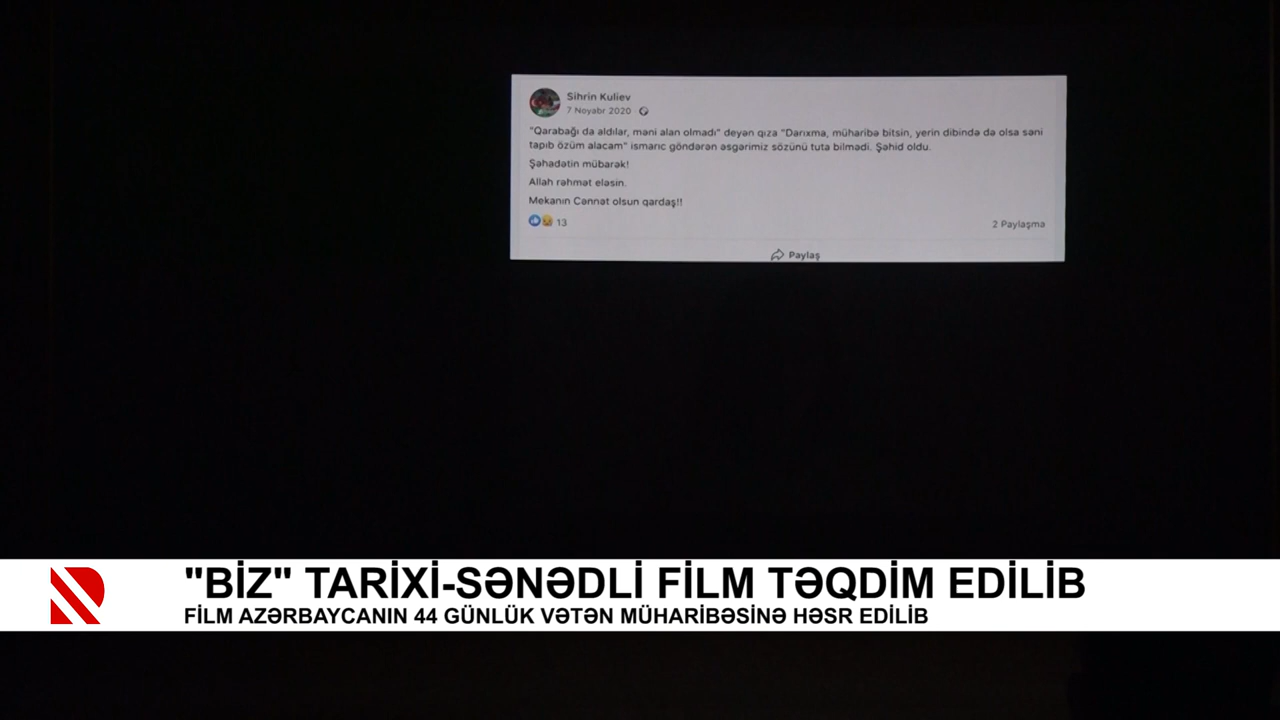 Sihrin Kuliev
7 Noyabr 2020
"Qarabağı da aldılar, məni alan olmadı" deyən qıza "Darıxma, müharibə bitsin, yerin dibində də olsa səni
tapıb özüm alacam" ismarıc göndərən əsgərimiz sözünü tuta bilmədi. Şəhid oldu.
Şəhadətin mübarək!
Allah rəhmət eləsin.
Mekanın Cənnət olsun qardaş!!
13
2 Paylaşma
Paylaş
"BİZ" TARİXİ-SƏNƏDLİ FİLM TƏQDİM EDİLİB
FİLM AZƏRBAYCANIN 44 GÜNLÜK VƏTƏN MÜHARİBƏSİNƏ HƏSR EDİLİB